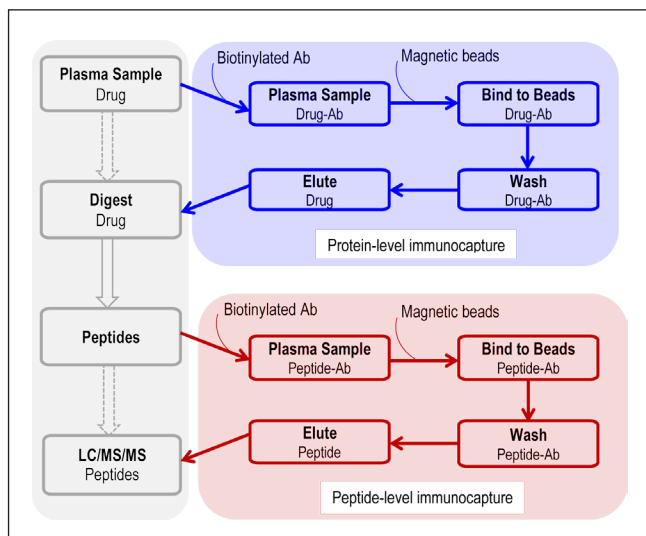 Biotinylated Ab
Magnetic beads
Plasma Sample
Drug
Plasma Sample
Drug-Ab
Bind to Beads
Drug-Ab
Digest
Drug
Elute
Drug
Wash
Drug-Ab
Protein-level immunocapture
Biotinylated Ab
Magnetic beads
Peptides
Plasma Sample
Peptide-Ab
Bind to Beads
Peptide-Ab
LC/MS/MS
Peptides
Elute
Peptide
Wash
Peptide-Ab
Peptide-level immunocapture